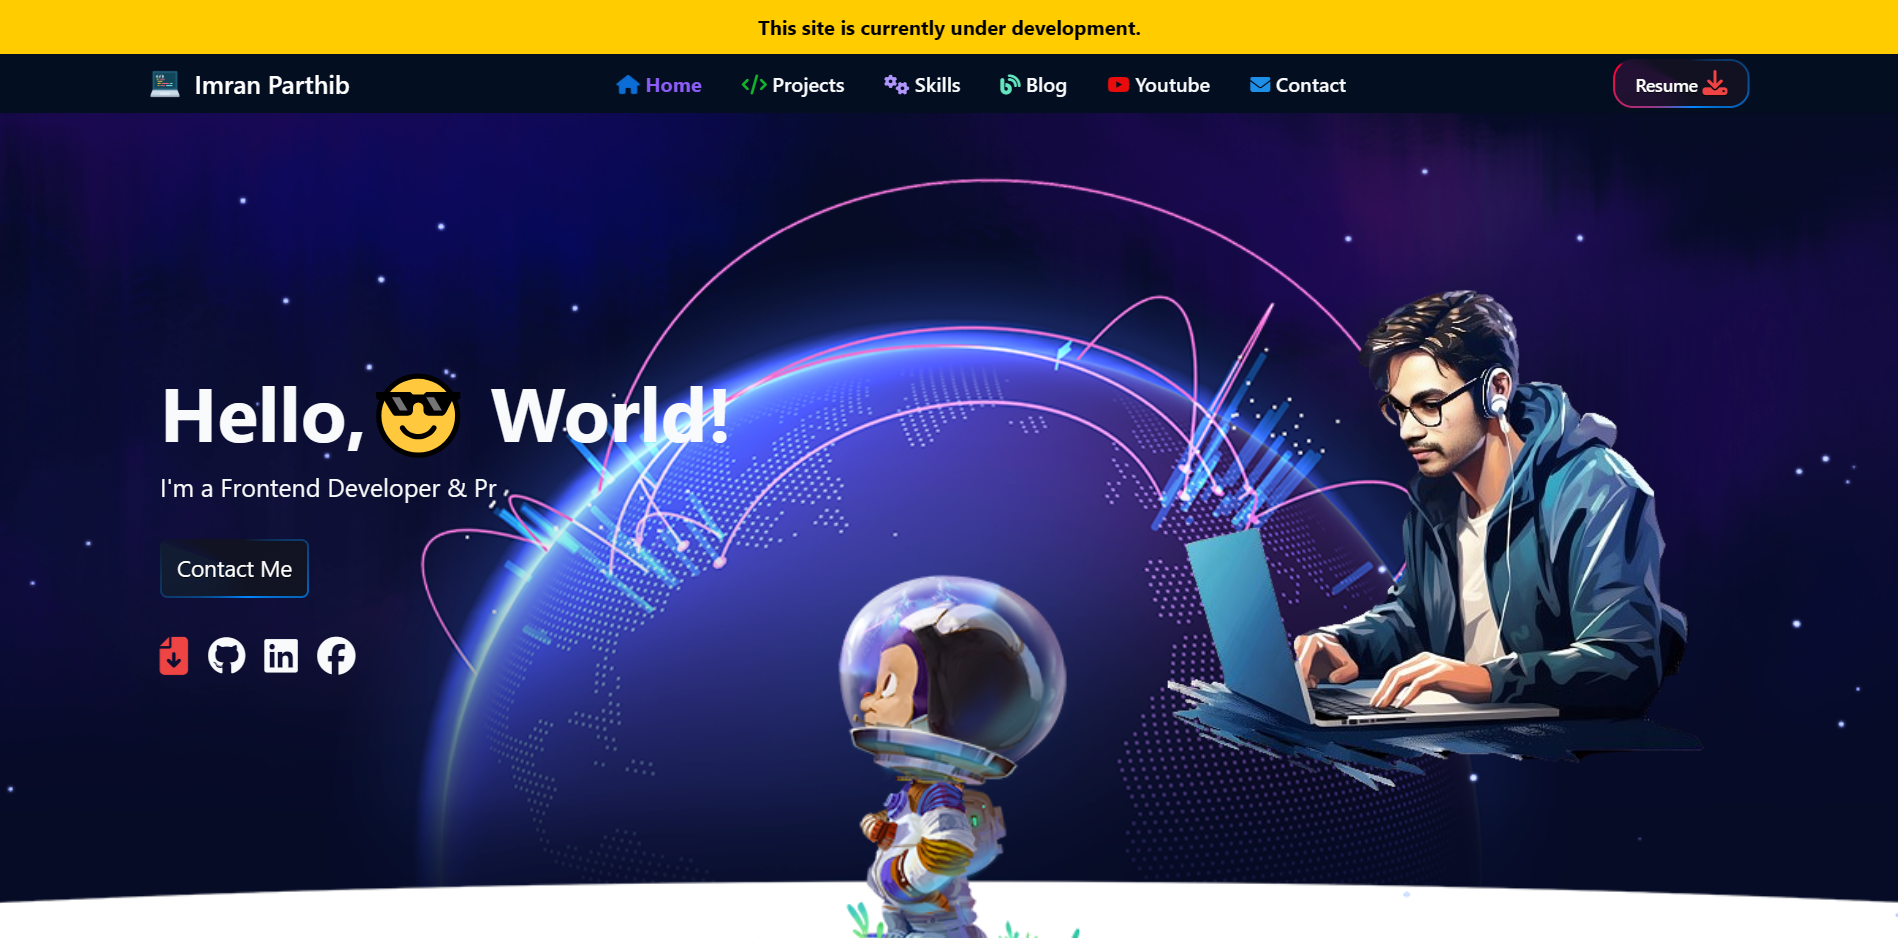 This site is currently under development.
Imran Parthib
Home
Projects
Skills
Blog
Youtube
Contact
Resume
Hello,😎 World!
I'm a Frontend Developer & Pr
Contact Me